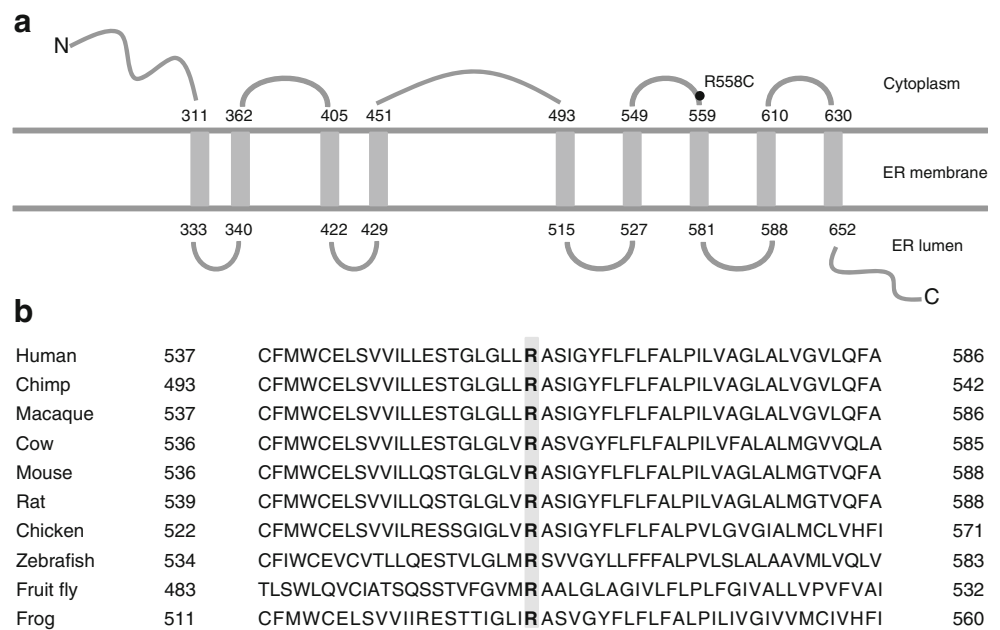 a
N
R558C
Cytoplasm
311 362 405 451 493 549 559 610 630
ER membrane
333 340 422 429 515 527 581 588 652
ER lumen
C
b
Human 537 CFMWCELSVVILLESTGLGLLRASIGYFLFLFALPILVAGLALVGVLQFA 586
Chimp 493 CFMWCELSVVILLESTGLGLLRASIGYFLFLFALPILVAGLALVGVLQFA 542
Macaque 537 CFMWCELSVVILLESTGLGLLRASIGYFLFLFALPILVAGLALVGVLQFA 586
Cow 536 CFMWCELSVVILLESTGLGLVRASVGYFLFLFALPILVFALALMGVVQLA 585
Mouse 536 CFMWCELSVVILLQSTGLGLVRASIGYFLFLFALPILVAGLALMGTVQFA 588
Rat 539 CFMWCELSVVILLQSTGLGLVRASIGYFLFLFALPILVAGLALMGTVQFA 588
Chicken 522 CFMWCELSVVILRESSGIGLVRASIGYFLFLFALPVLGVGIALMCLVHFI 571
Zebrafish 534 CFIWCEVCVTLLQESTVLGLMRSVVGYLLFFFALPVLSLALAAVMLVQLV 583
Fruit fly 483 TLSWLQVCIATSQSSTVFGVMRAALGLAGIVLFLPLFGIVALLVPVFVAI 532
Frog 511 CFMWCELSVVIIRESTTIGLIRASVGYFLFLFALPILIVGIVVMCIVHFI 560